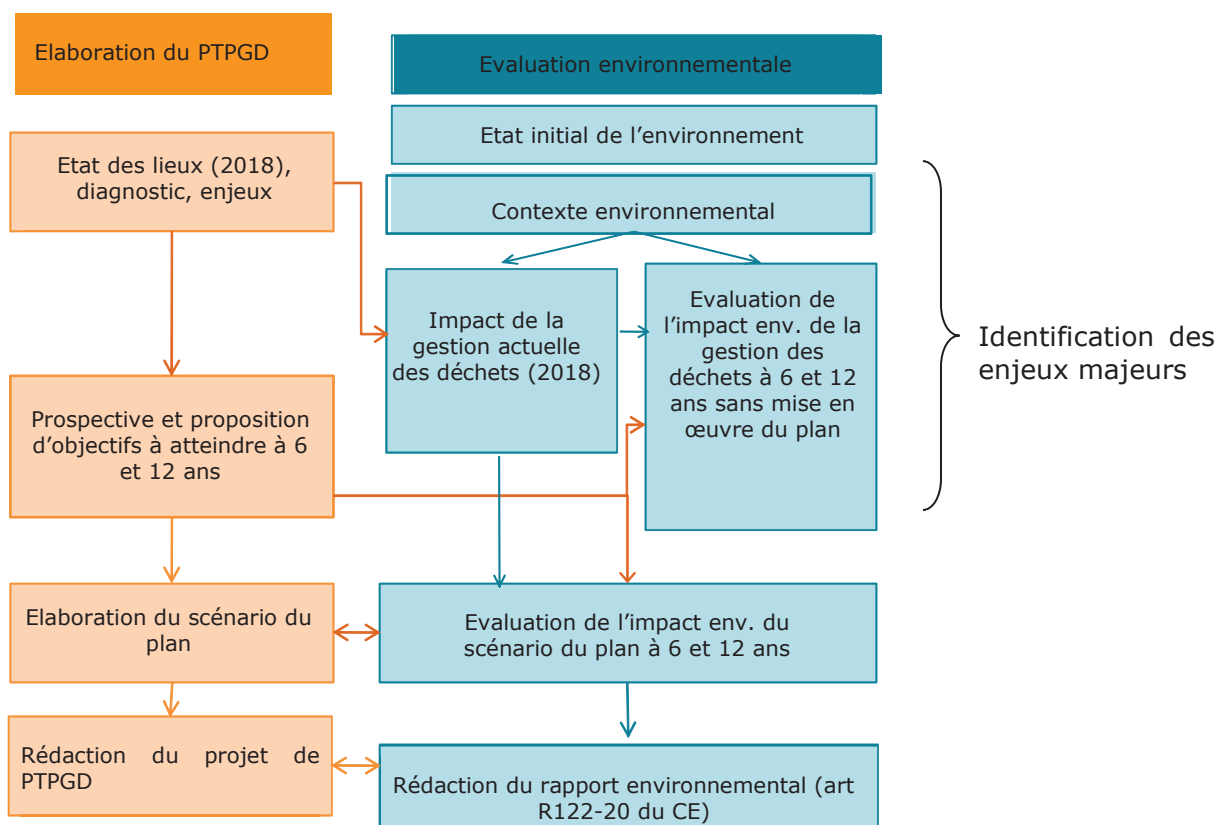 Elaboration du PTPGD
Evaluation environnementale
Etat initial de l'environnement
Etat des lieux (2018),
diagnostic, enjeux
Contexte environnemental
Impact de la
gestion actuelle
des déchets (2018)
Evaluation de
l'impact env. de la
gestion des
déchets à 6 et 12
ans sans mise en
œuvre du plan
Identification des
enjeux majeurs
Prospective et proposition
d'objectifs à atteindre à 6
et 12 ans
Elaboration du scénario du
plan
Evaluation de l'impact env. du
scénario du plan à 6 et 12 ans
Rédaction du projet de
PTPGD
Rédaction du rapport environnemental (art
R122-20 du CE)